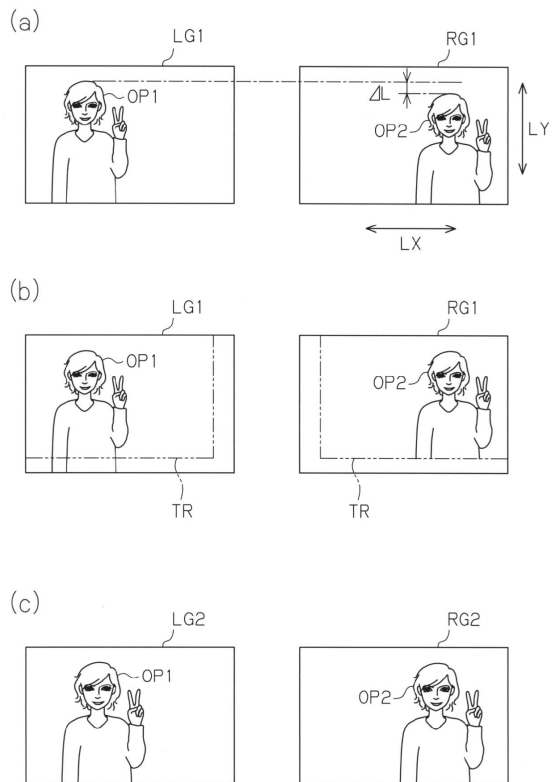 (a)
LG1
RG1
OP1
ΔL
OP2
LY
LX
(b)
LG1
RG1
OP1
OP2
TR
TR
(c)
LG2
RG2
OP1
OP2